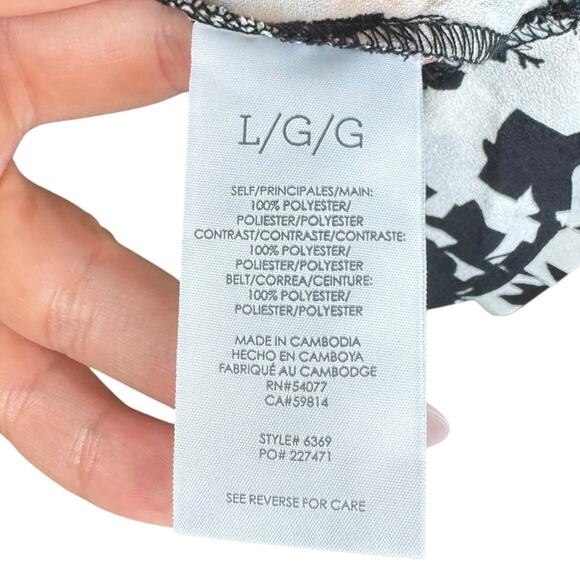 L/G/G
SELF/PRINCIPALES/MAIN:
100% POLYESTER/
POLIESTER/POLYESTER
CONTRAST/CONTRASTE/CONTRASTE:
100% POLYESTER/
POLIESTER/POLYESTER
BELT/CORREA/CEINTURE:
100% POLYESTER/
POLIESTER/POLYESTER
MADE IN CAMBODIA
HECHO EN CAMBOYA
FABRIQUÉ AU CAMBODGE
RN#54077
CA#59814
STYLE# 6369
PO# 227471
SEE REVERSE FOR CARE